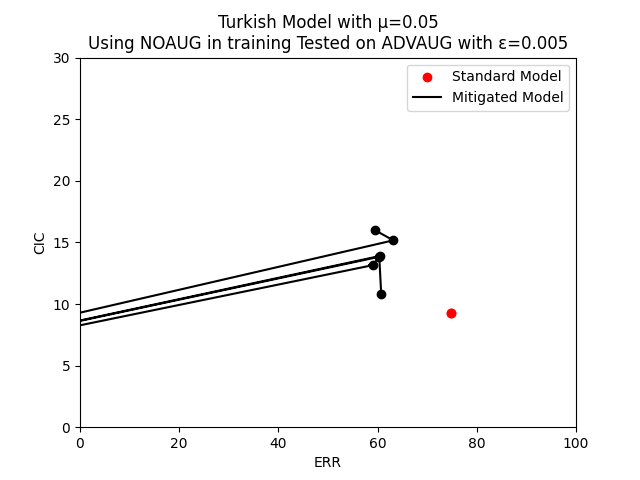 Turkish Model with μ=0.05
Using NOAUG in training Tested on ADVAUG with ε=0.005
Standard Model
Mitigated Model
30
25
20
15
10
5
0
CIC
0 20 40 60 80 100
ERR